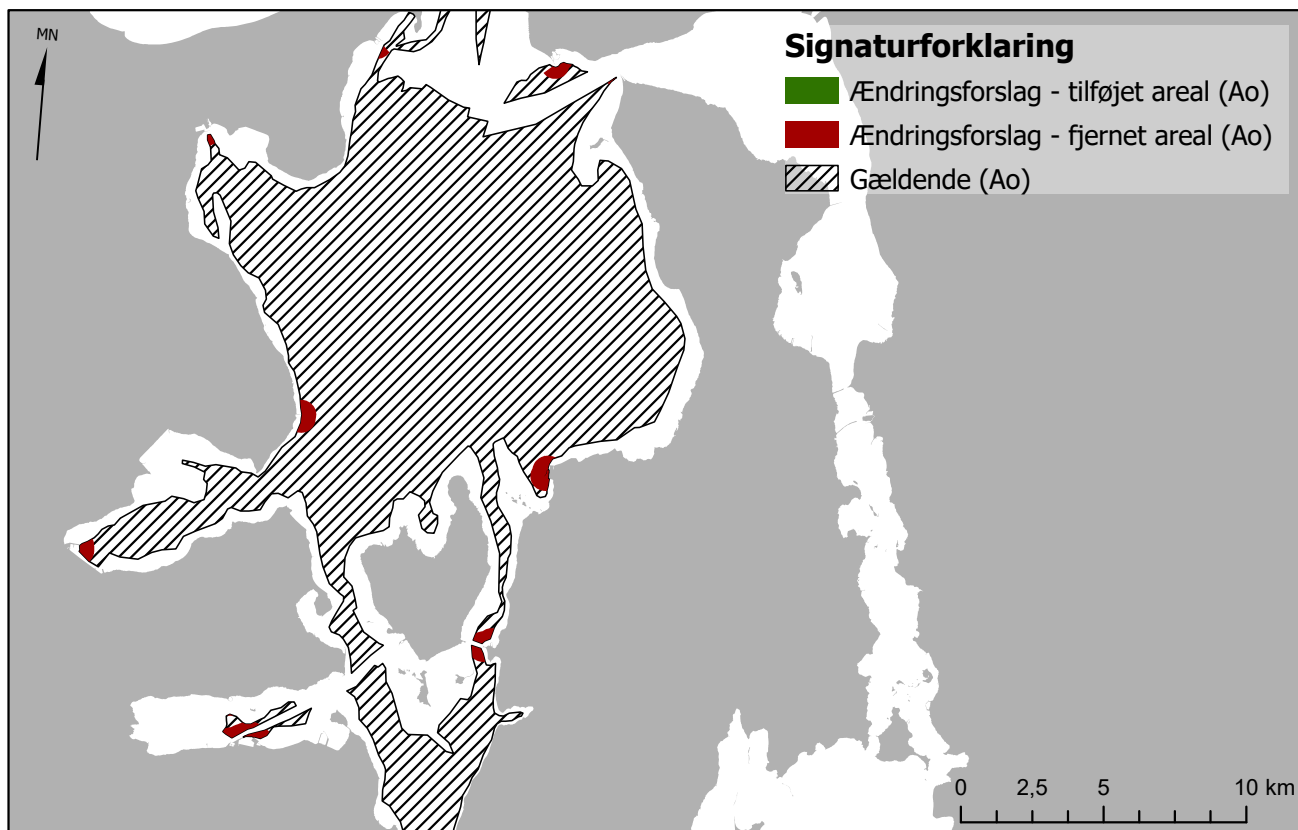 MN
Signaturforklaring
Ændringsforslag - tilføjet areal (Ao)
Ændringsforslag - fjernet areal (Ao)
Gældende (Ao)
0 2,5 5 10 km